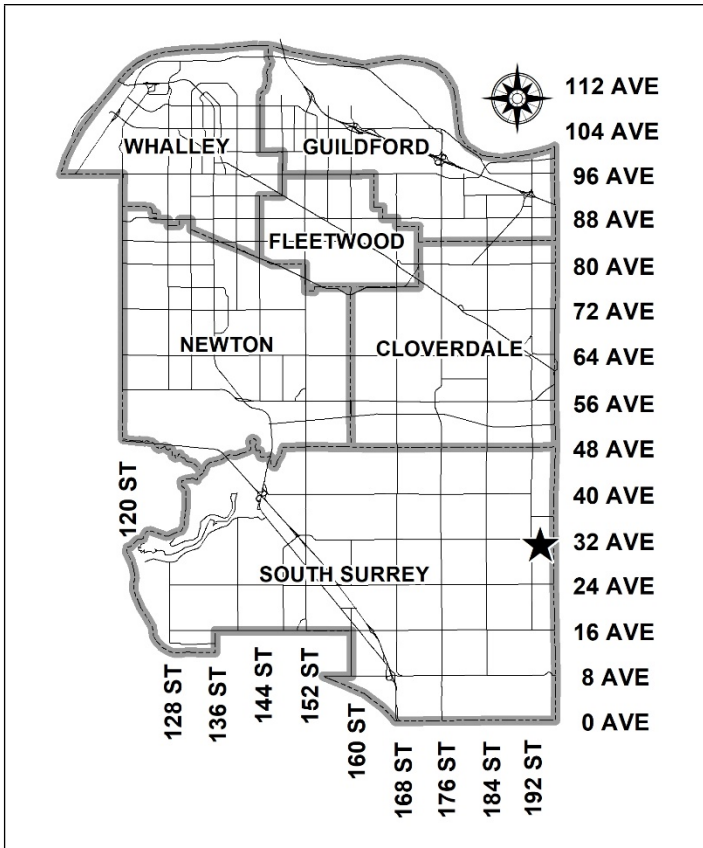 112 AVE
104 AVE
WHALLEY
GUILDFORD
96 AVE
88 AVE
FLEETWOOD
80 AVE
72 AVE
NEWTON
CLOVERDALE
64 AVE
56 AVE
48 AVE
120 ST
40 AVE
32 AVE
SOUTH SURREY
24 AVE
16 AVE
8 AVE
0 AVE
128 ST
136 ST
144 ST
152 ST
160 ST
168 ST
176 ST
184 ST
192 ST